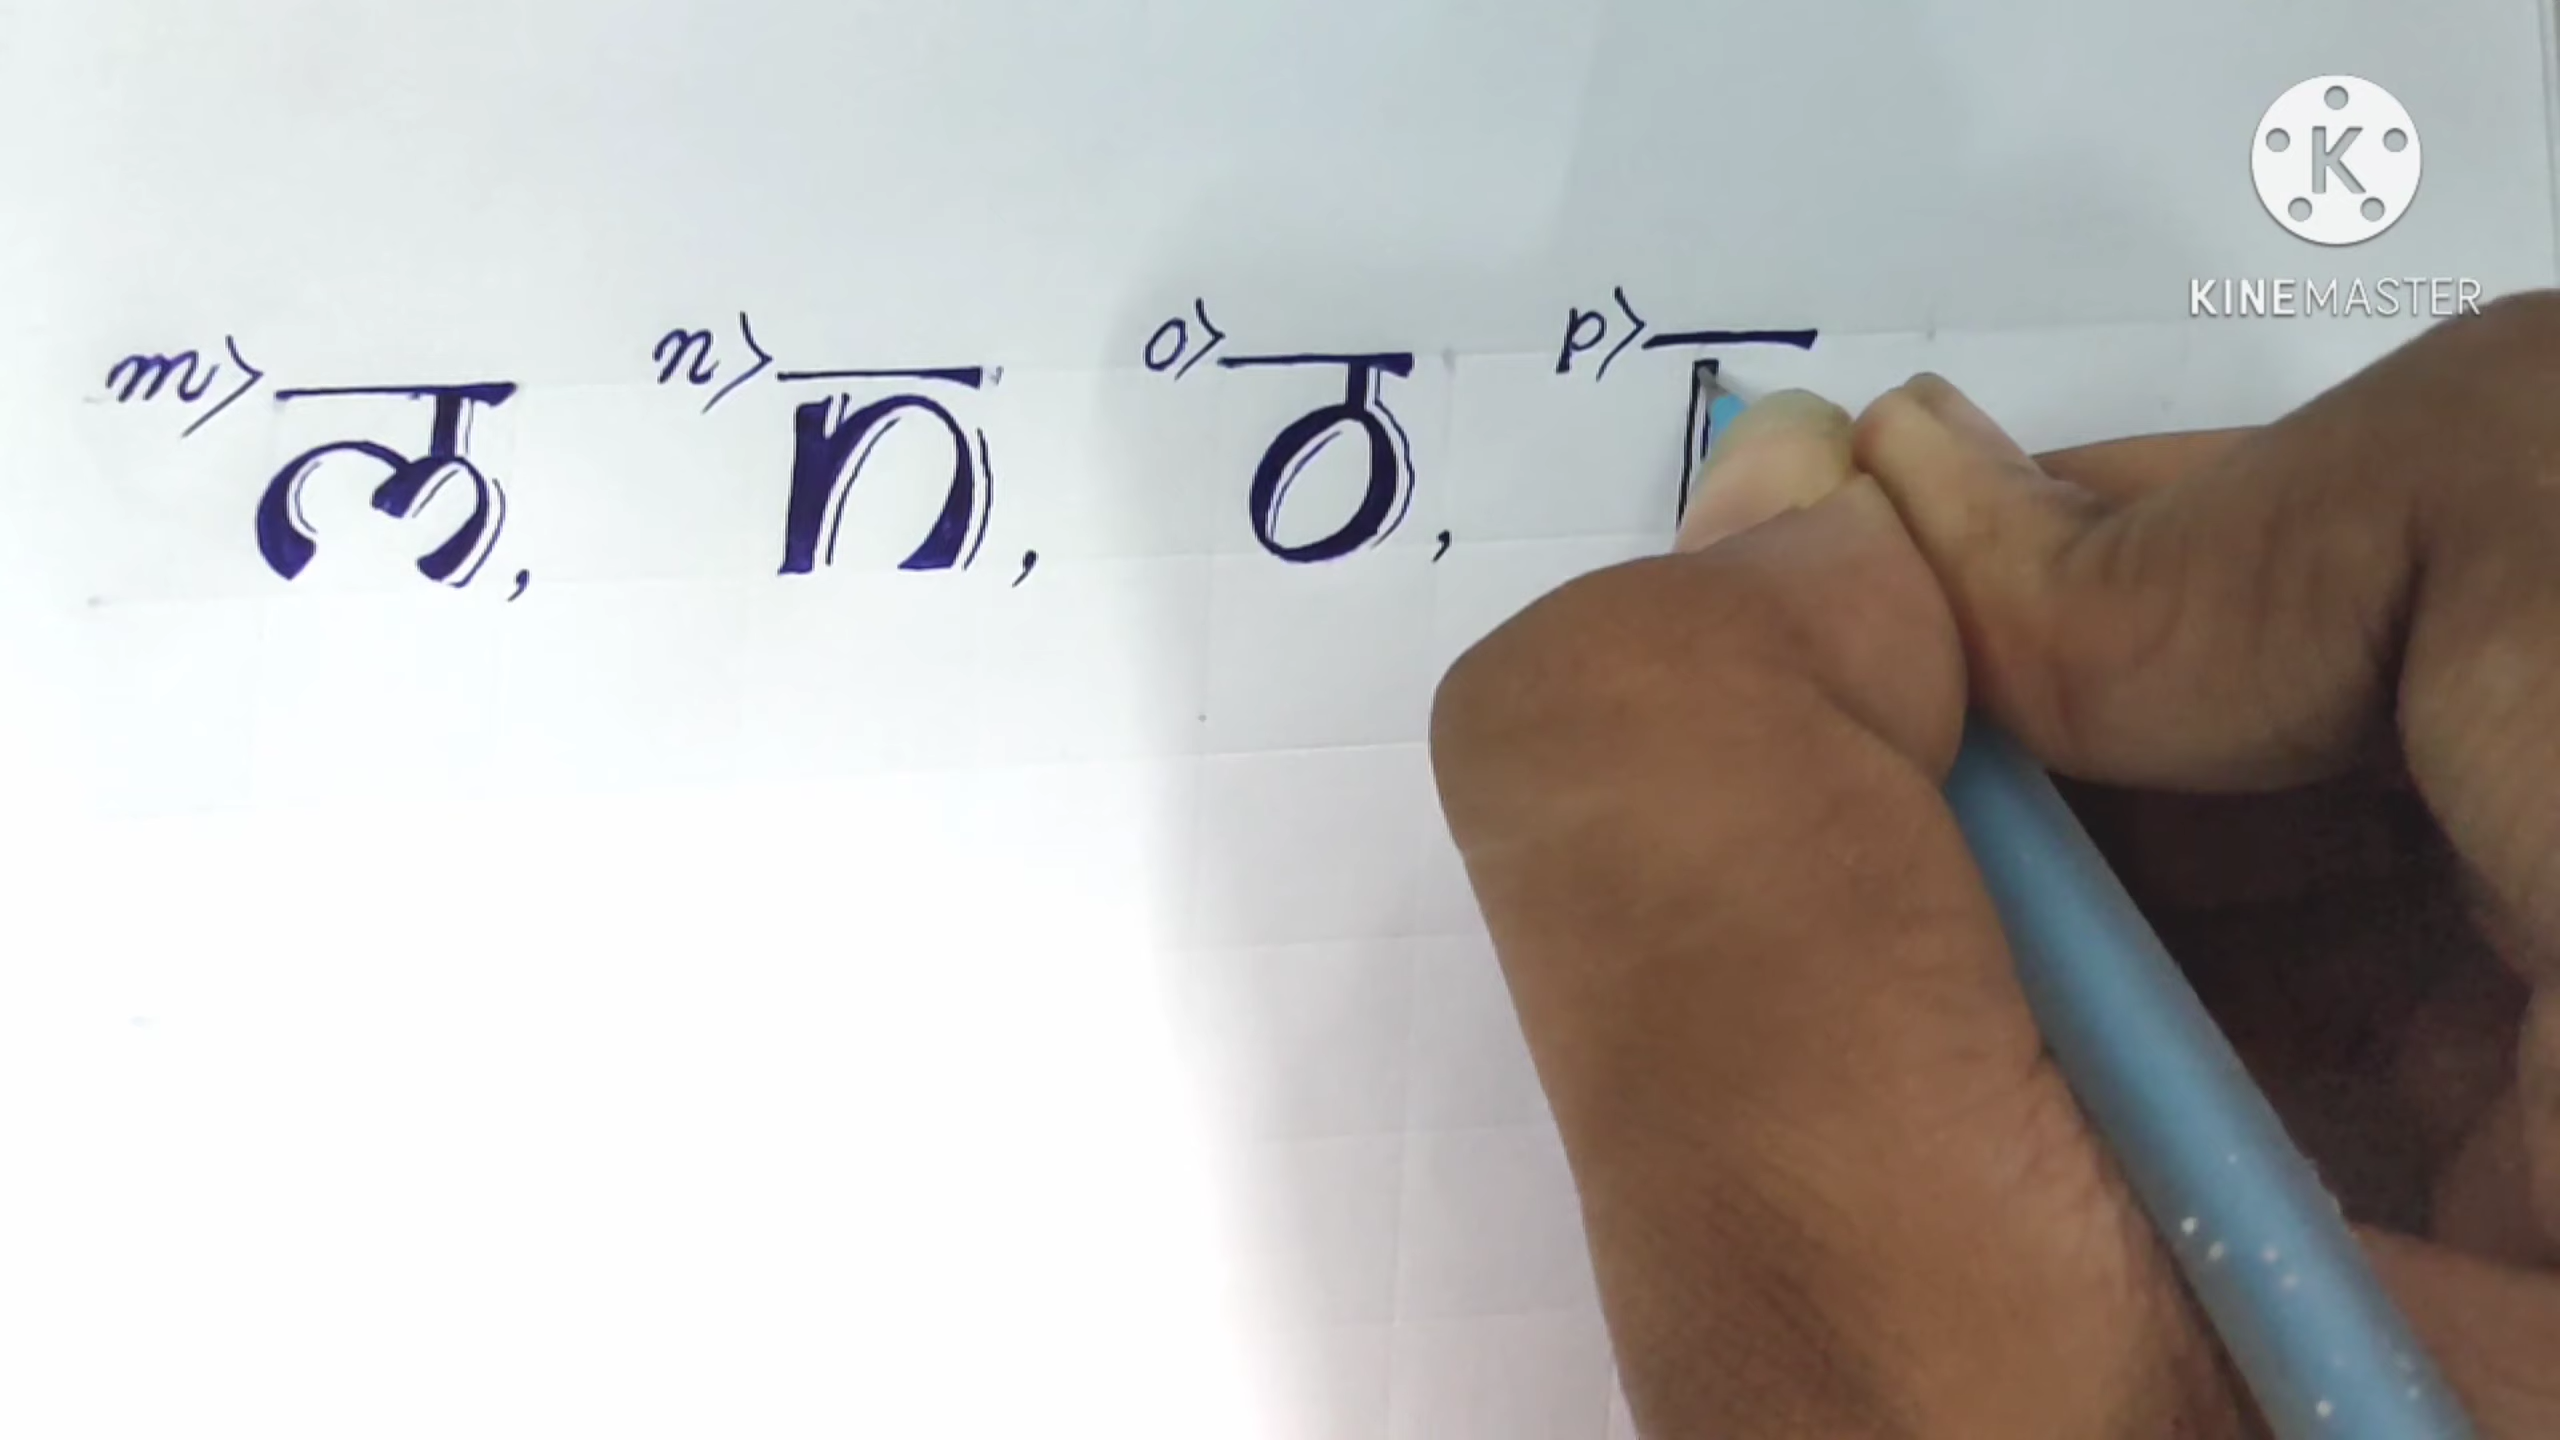 m> ल, n> n, o> ठ, p>
K
KINEMASTER